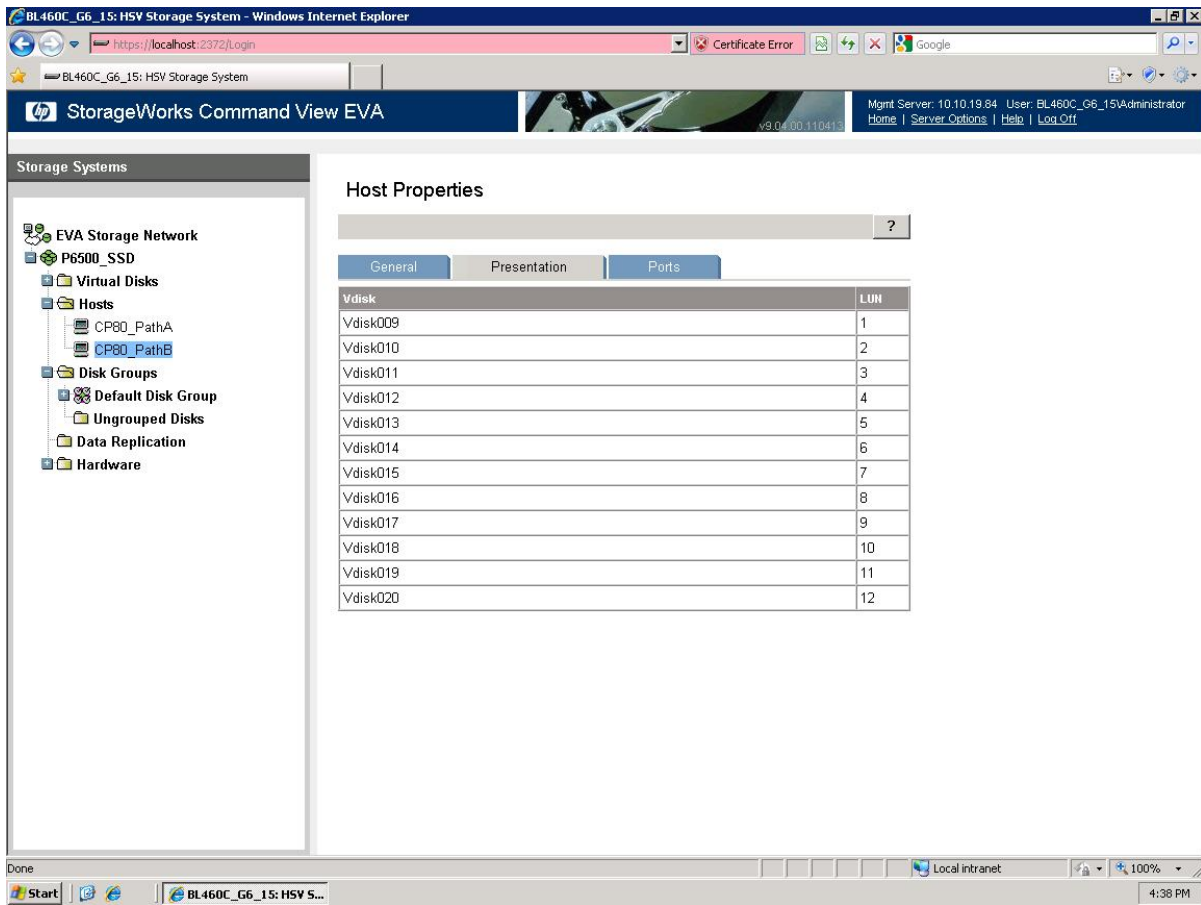 BL460C_G6_15: HSV Storage System - Windows Internet Explorer
https://localhost:2372/Login
Certificate Error
Google
BL460C_G6_15: HSV Storage System
hp StorageWorks Command View EVA
v9.04.00.110413
Mgmt Server: 10.10.19.84 User: BL460C_G6_15\Administrator
Home | Server Options | Help | Log Off
Storage Systems
EVA Storage Network
P6500_SSD
Virtual Disks
Hosts
CP80_PathA
CP80_PathB
Disk Groups
Default Disk Group
Ungrouped Disks
Data Replication
Hardware
Host Properties
?
General Presentation Ports
Vdisk LUN
Vdisk009 1
Vdisk010 2
Vdisk011 3
Vdisk012 4
Vdisk013 5
Vdisk014 6
Vdisk015 7
Vdisk016 8
Vdisk017 9
Vdisk018 10
Vdisk019 11
Vdisk020 12
Done
Local intranet
100%
Start
BL460C_G6_15: HSV S...
4:38 PM